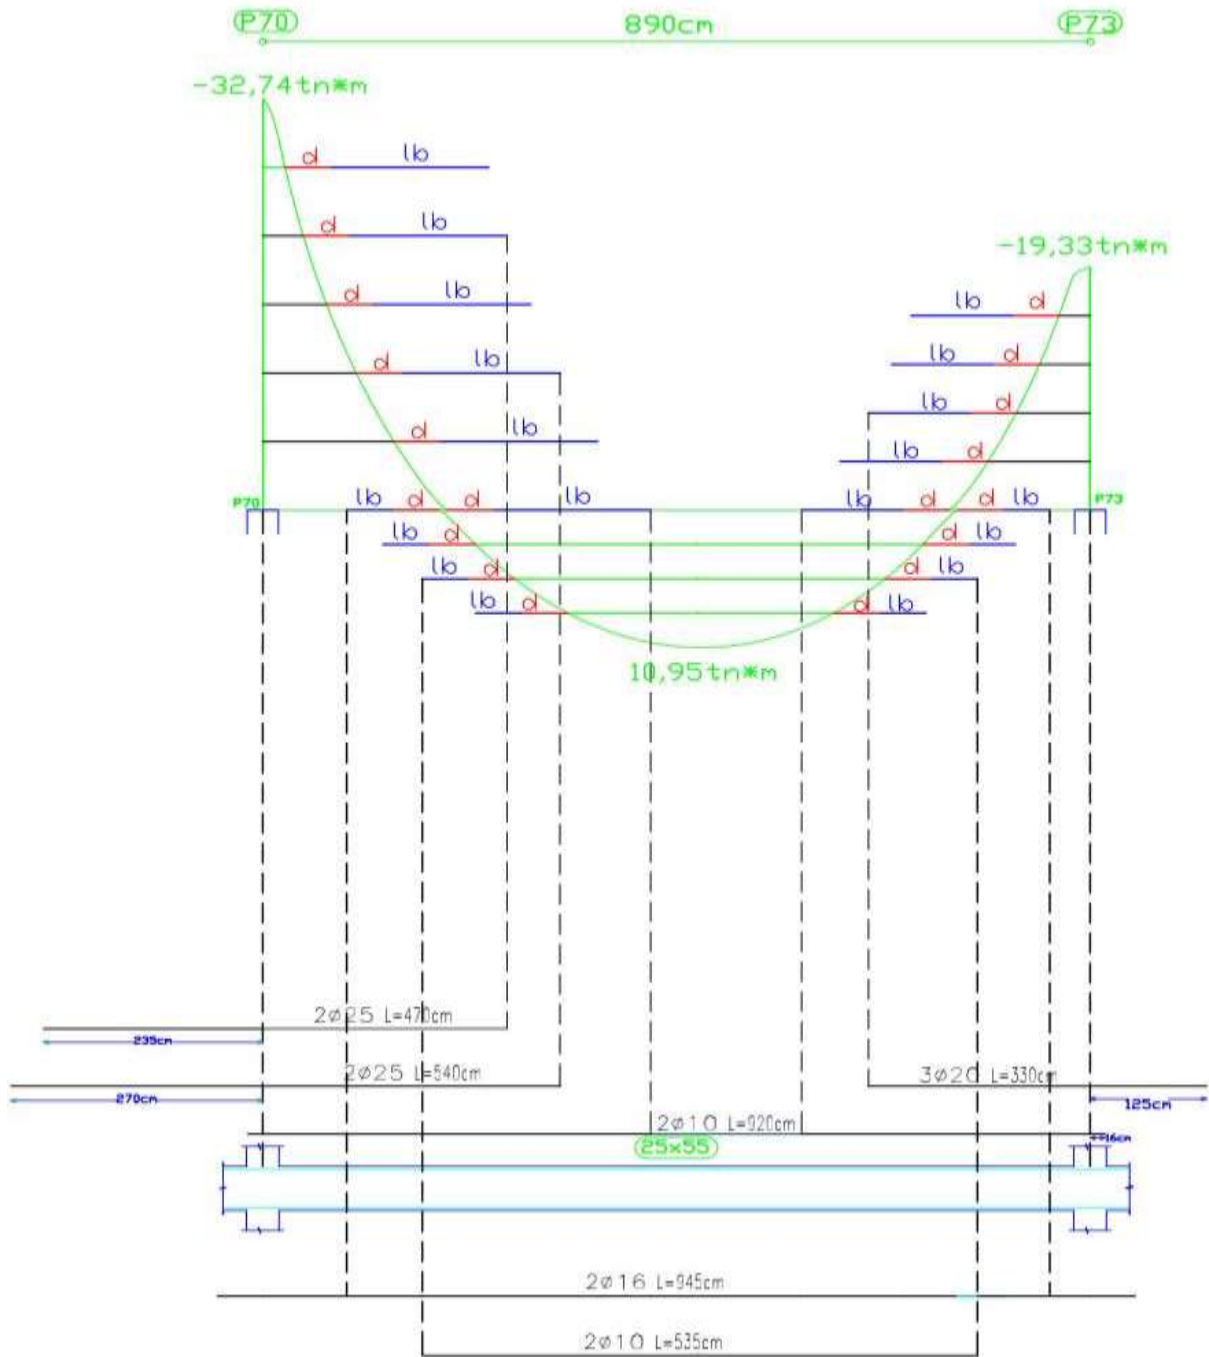 P70 890cm P73
-32,74tn*m
d lb
d lb
-19,33tn*m
d lb
lb d
d lb
lb d
d lb
lb d
lb d
P70 lb d d lb lb d d lb P73
lb d d lb
lb d d lb
lb d d lb
10,95tn*m
2ø25 L=470cm
235cm
2ø25 L=540cm 3ø20 L=330cm
270cm 125cm
2ø10 L=920cm
25x55 16cm
2ø16 L=945cm
2ø10 L=535cm